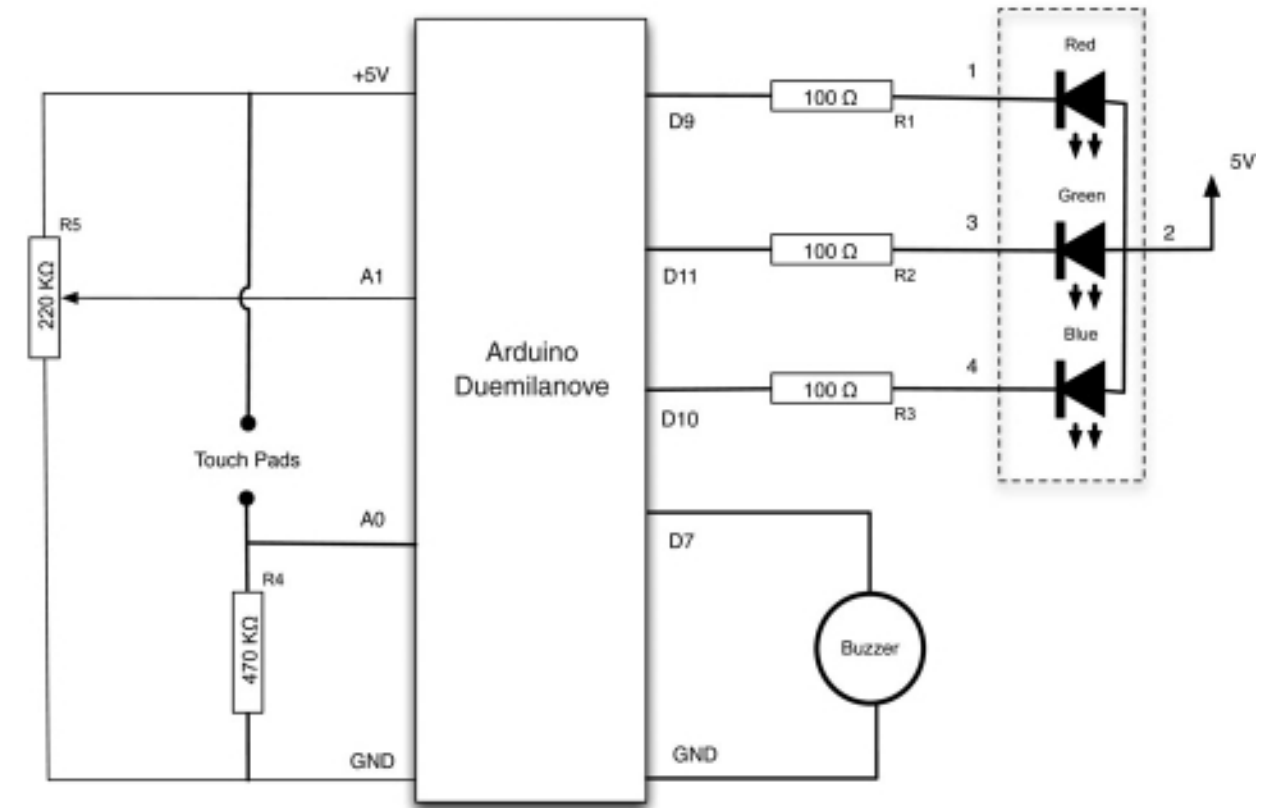 +5V
R5
220 KΩ
A1
Touch Pads
A0
R4
470 KΩ
GND
Arduino
Duemilanove
D9
100 Ω
R1
1
Red
D11
100 Ω
R2
3
Green
2
5V
D10
100 Ω
R3
4
Blue
D7
Buzzer
GND